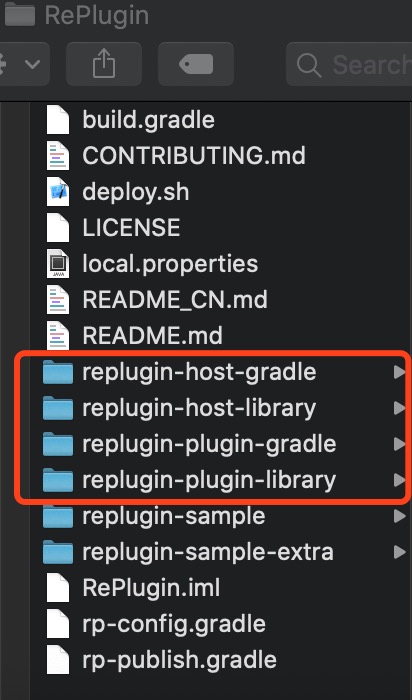 RePlugin
Search
build.gradle
CONTRIBUTING.md
deploy.sh
LICENSE
JAVA
local.properties
README_CN.md
README.md
replugin-host-gradle
replugin-host-library
replugin-plugin-gradle
replugin-plugin-library
replugin-sample
replugin-sample-extra
RePlugin.iml
rp-config.gradle
rp-publish.gradle